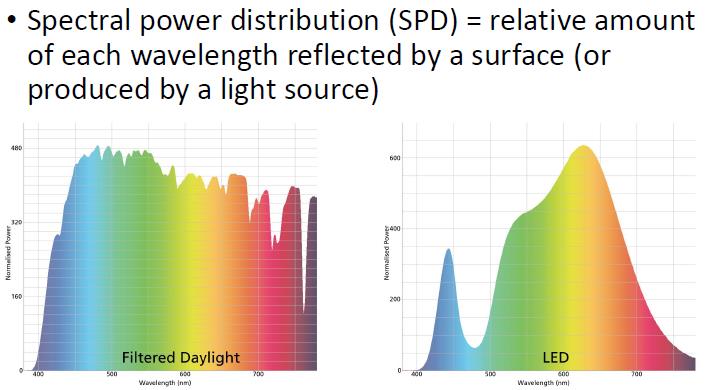 • Spectral power distribution (SPD) = relative amount
of each wavelength reflected by a surface (or
produced by a light source)
480
320
160
0
Normalised Power
400 500 600 700
Wavelength (nm)
Filtered Daylight
600
400
200
0
Normalised Power
400 500 600 700
Wavelength (nm)
LED